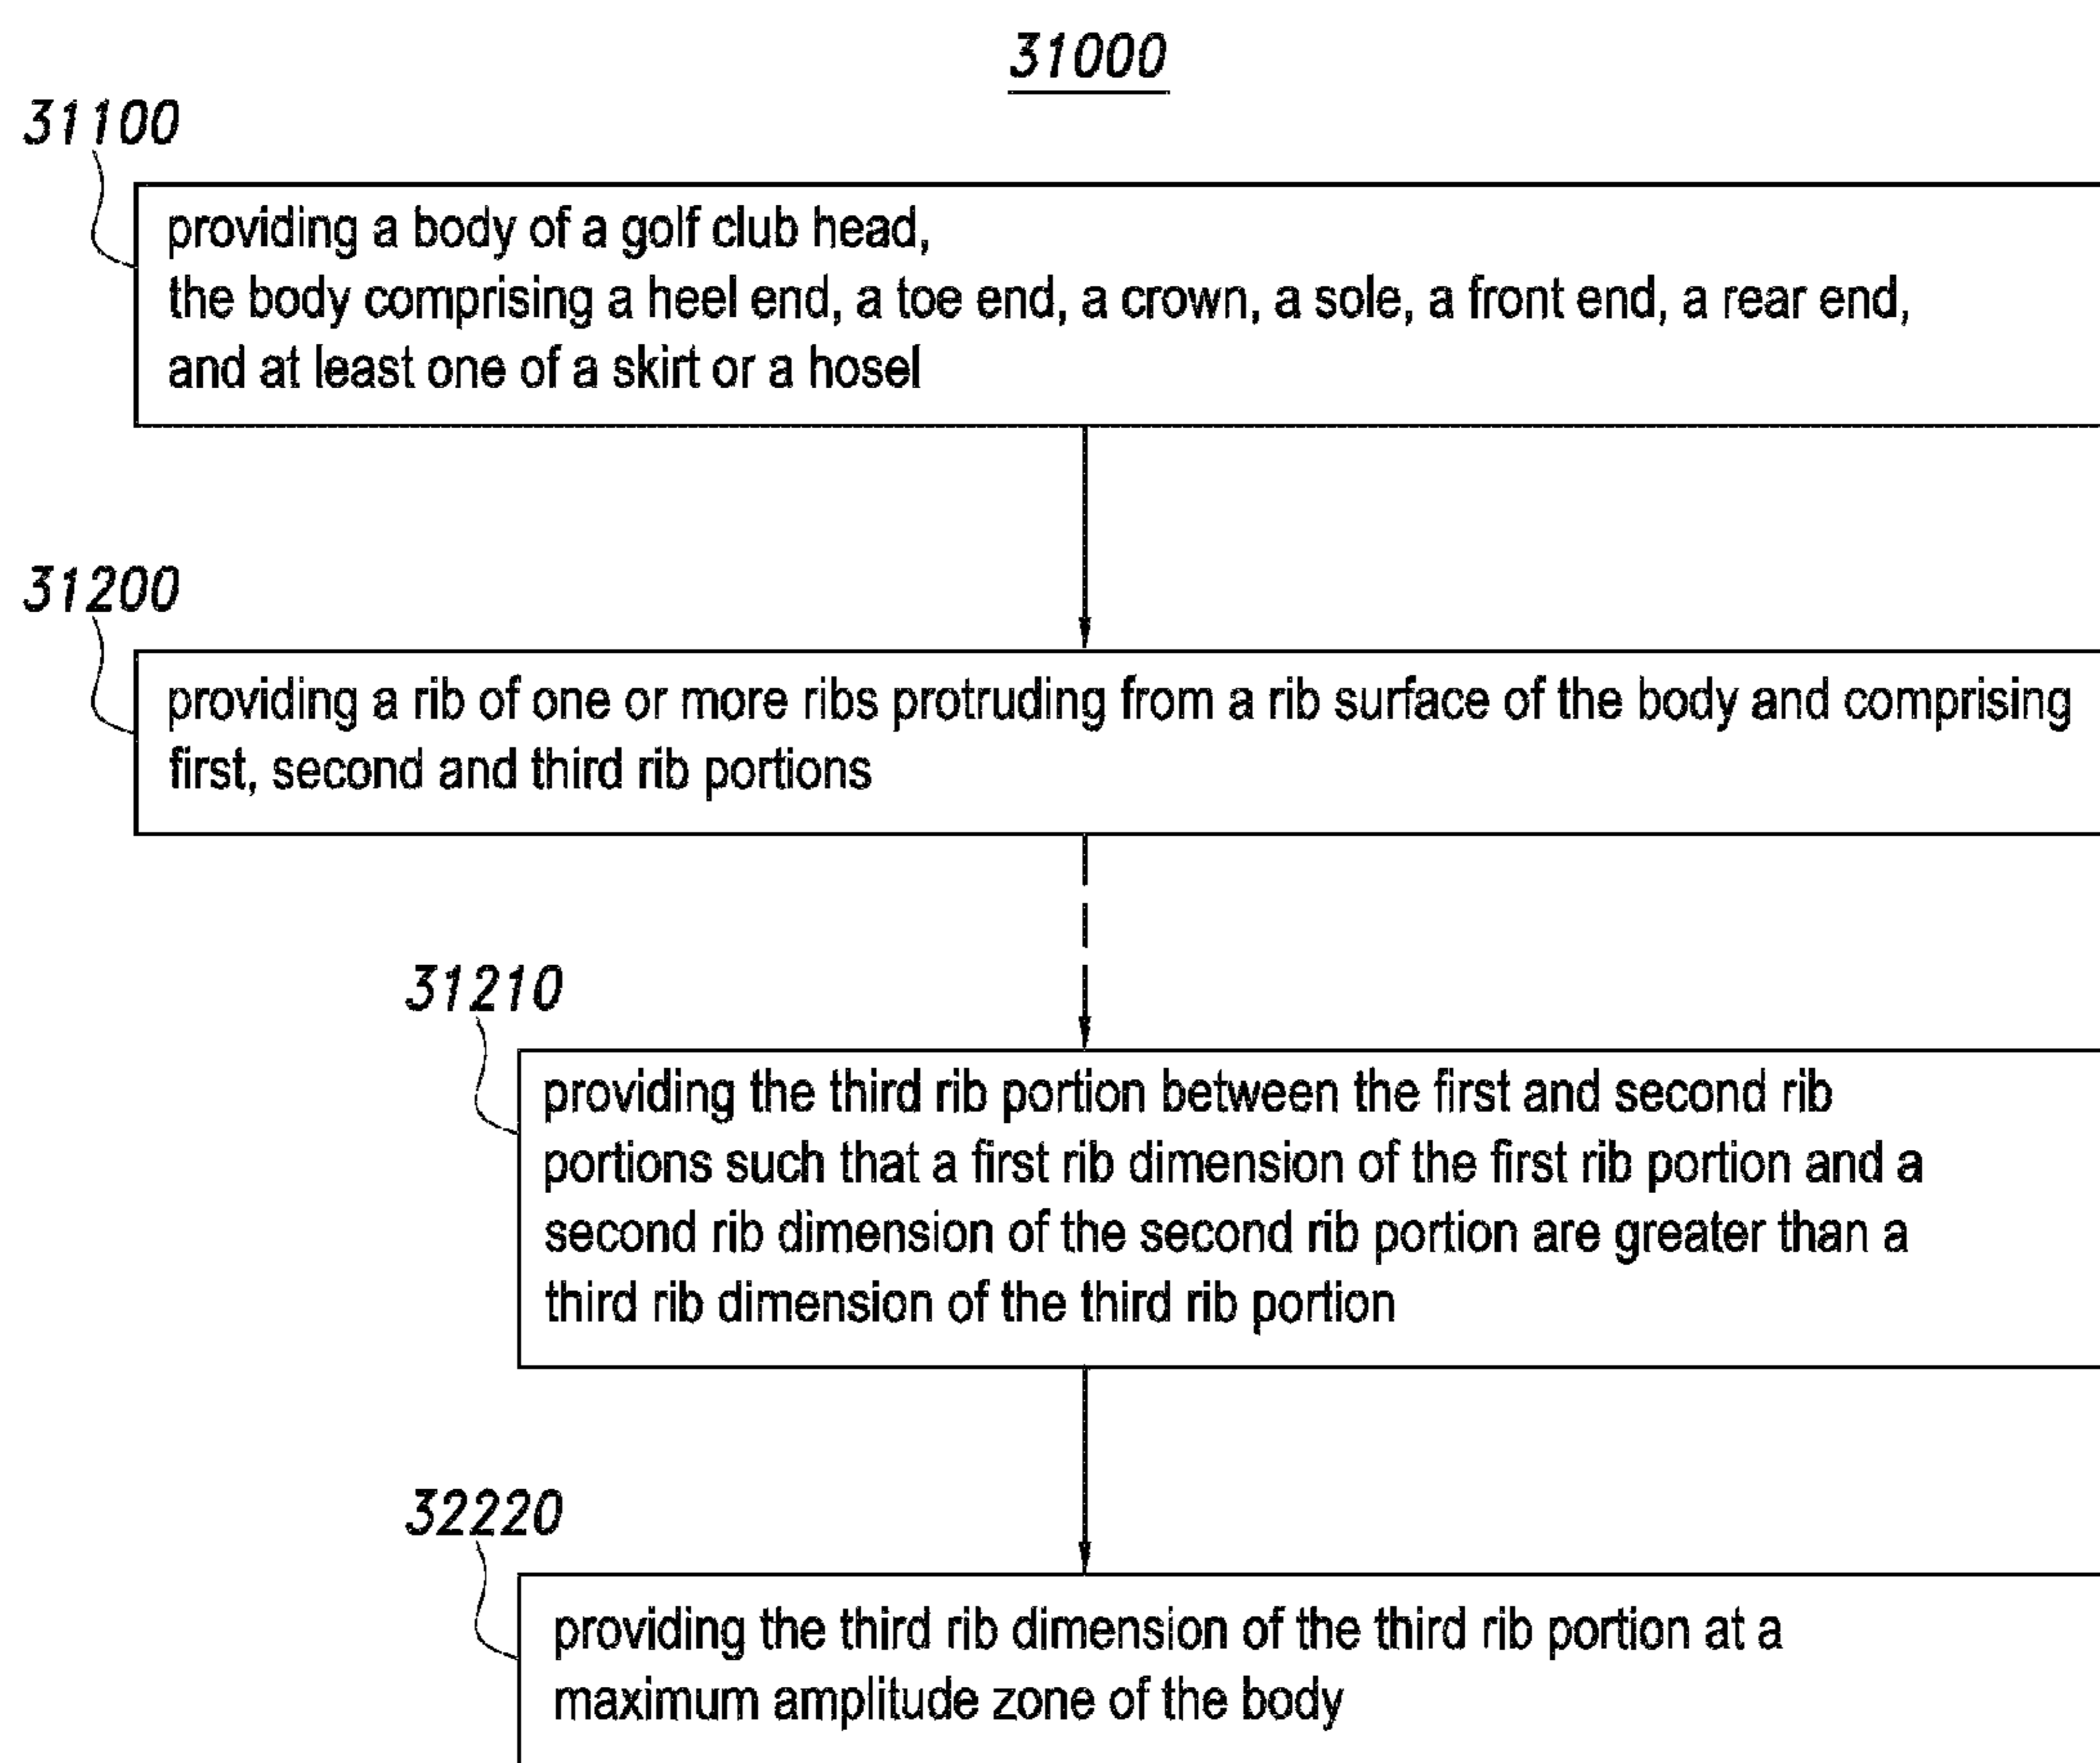 31000
31100
providing a body of a golf club head,
the body comprising a heel end, a toe end, a crown, a sole, a front end, a rear end,
and at least one of a skirt or a hosel
31200
providing a rib of one or more ribs protruding from a rib surface of the body and comprising
first, second and third rib portions
31210
providing the third rib portion between the first and second rib
portions such that a first rib dimension of the first rib portion and a
second rib dimension of the second rib portion are greater than a
third rib dimension of the third rib portion
32220
providing the third rib dimension of the third rib portion at a
maximum amplitude zone of the body